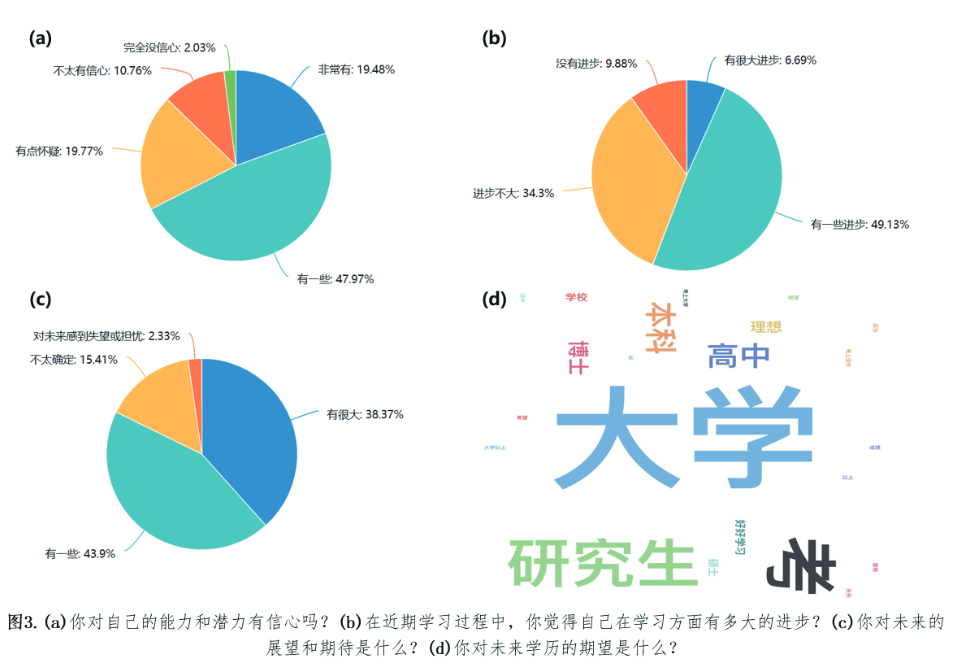 (a)
完全没信心: 2.03%
不太有信心: 10.76%
非常有: 19.48%
有点怀疑: 19.77%
有一些: 47.97%
(b)
没有进步: 9.88%
有很大进步: 6.69%
进步不大: 34.3%
有一些进步: 49.13%
(c)
对未来感到失望或担忧: 2.33%
不太确定: 15.41%
有很大: 38.37%
有一些: 43.9%
(d)
学校
本科
理想
博士
高中
大学
大学以上
以上
好好学习
研究生
硕士
考
图3. (a)你对自己的能力和潜力有信心吗？(b)在近期学习过程中，你觉得自己在学习方面有多大的进步？(c)你对未来的
展望和期待是什么？(d)你对未来学历的期望是什么？